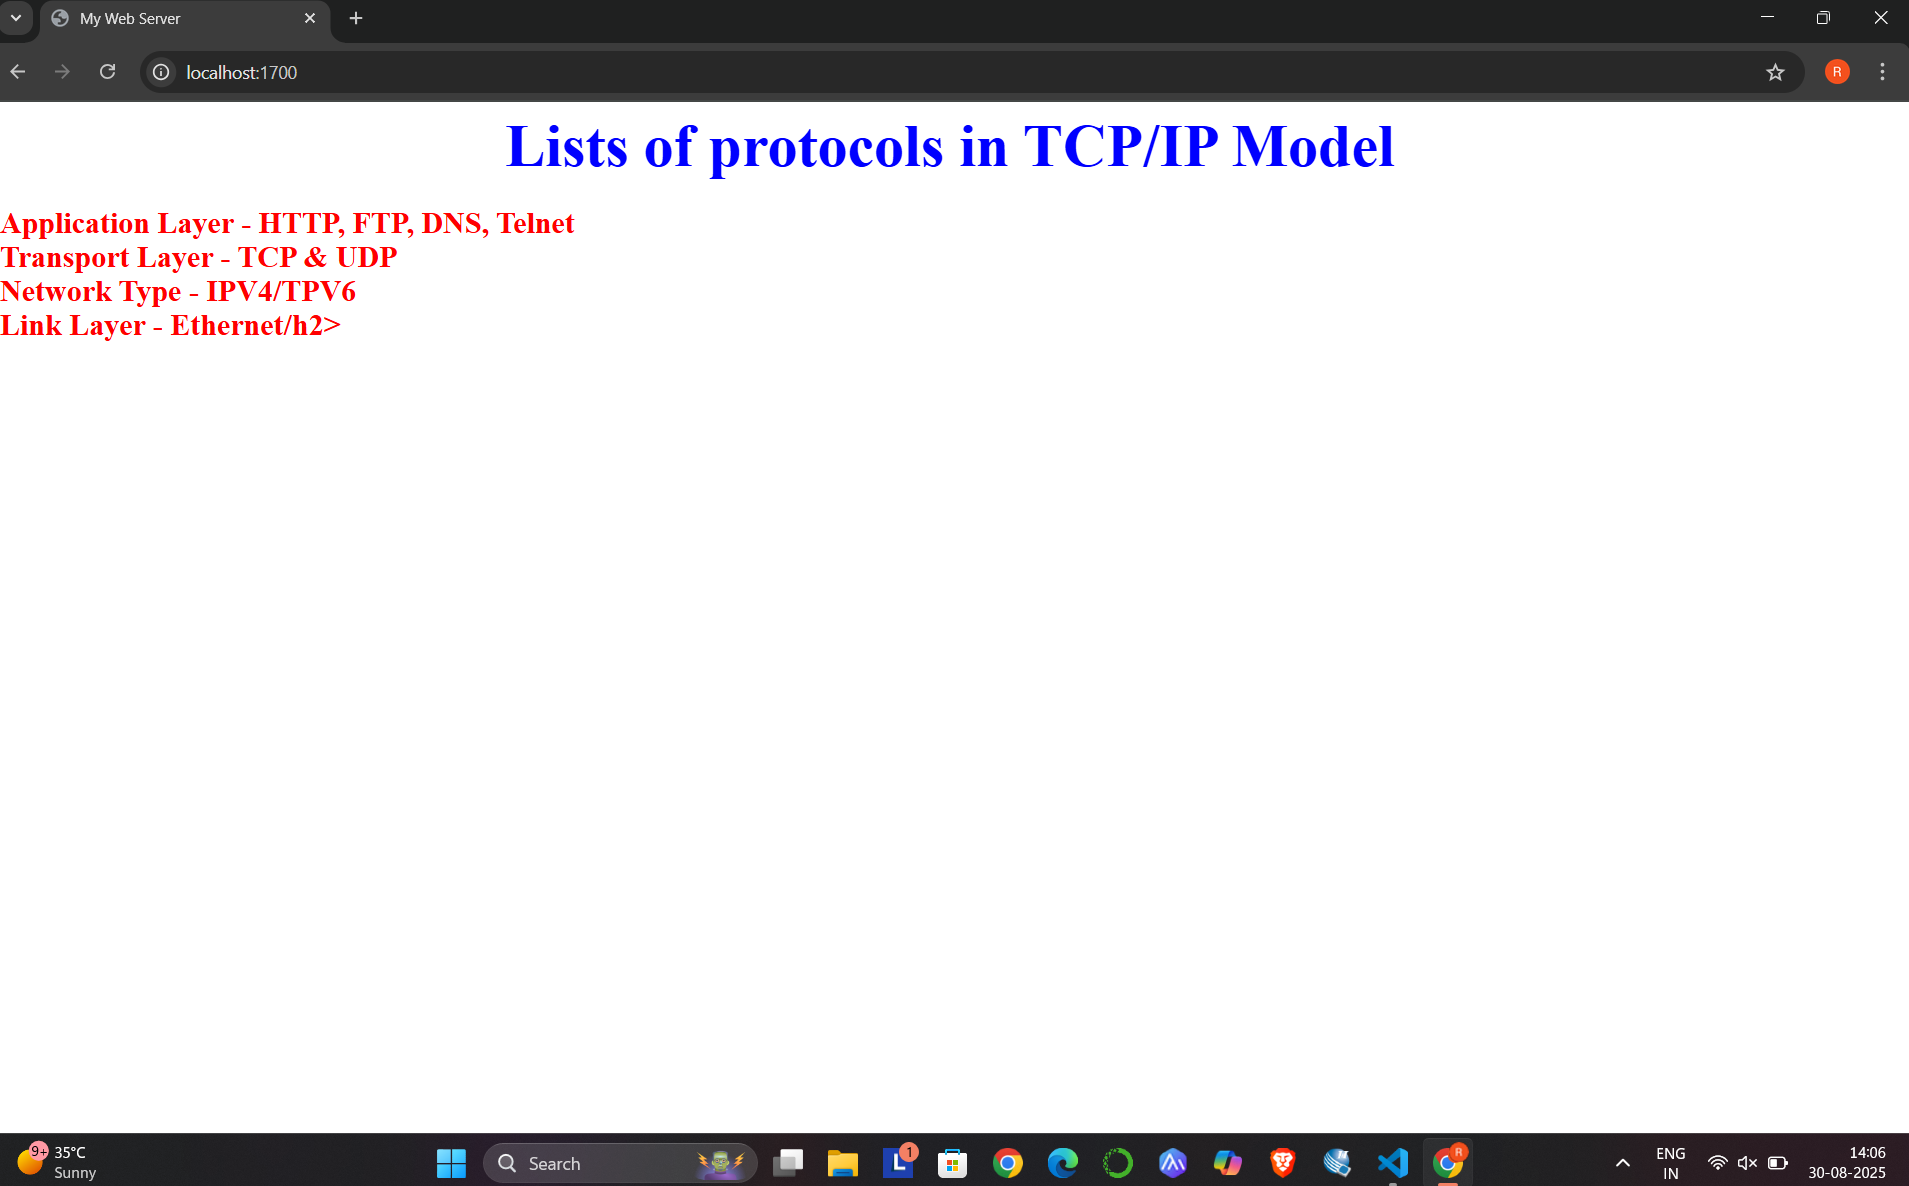 My Web Server
localhost:1700
R
Lists of protocols in TCP/IP Model
Application Layer - HTTP, FTP, DNS, Telnet
Transport Layer - TCP & UDP
Network Type - IPV4/TPV6
Link Layer - Ethernet/h2>
9+
35°C
Sunny
Search
L
1
R
ENG
IN
14:06
30-08-2025